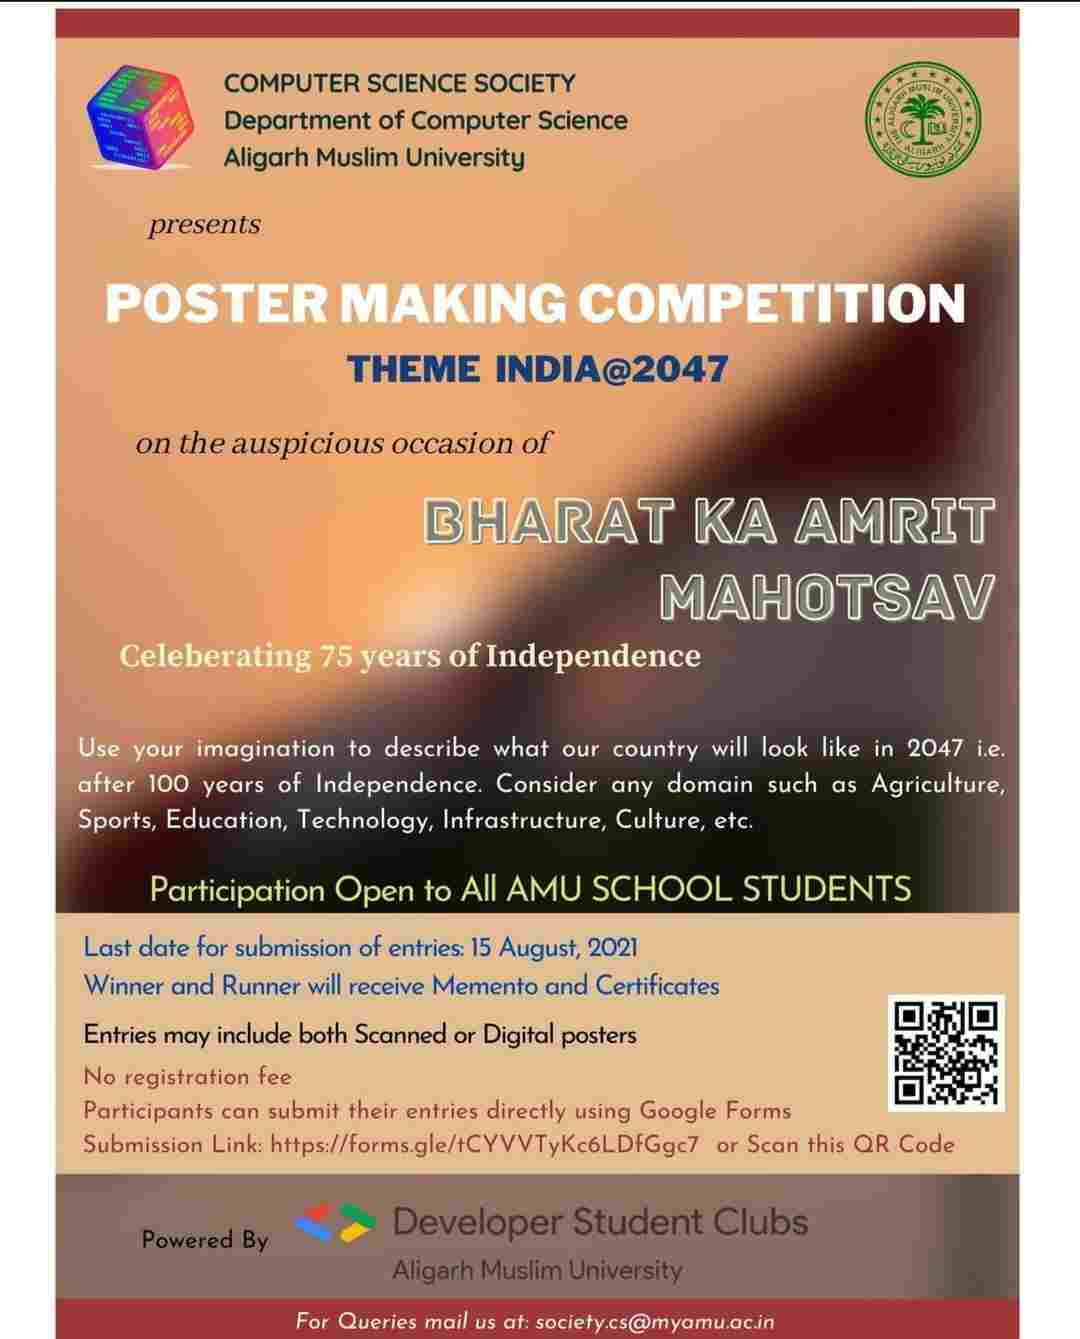 COMPUTER SCIENCE SOCIETY
Department of Computer Science
Aligarh Muslim University
presents
POSTER MAKING COMPETITION
THEME INDIA@2047
on the auspicious occasion of
BHARAT KA AMRIT
MAHOTSAV
Celeberating 75 years of Independence
Use your imagination to describe what our country will look like in 2047 i.e.
after 100 years of Independence. Consider any domain such as Agriculture,
Sports, Education, Technology, Infrastructure, Culture, etc.
Participation Open to All AMU SCHOOL STUDENTS
Last date for submission of entries: 15 August, 2021
Winner and Runner will receive Memento and Certificates
Entries may include both Scanned or Digital posters
No registration fee
Participants can submit their entries directly using Google Forms
Submission Link: https://forms.gle/tCYVVTyKc6LDfGgc7 or Scan this QR Code
Powered By
Developer Student Clubs
Aligarh Muslim University
For Queries mail us at: society.cs@myamu.ac.in